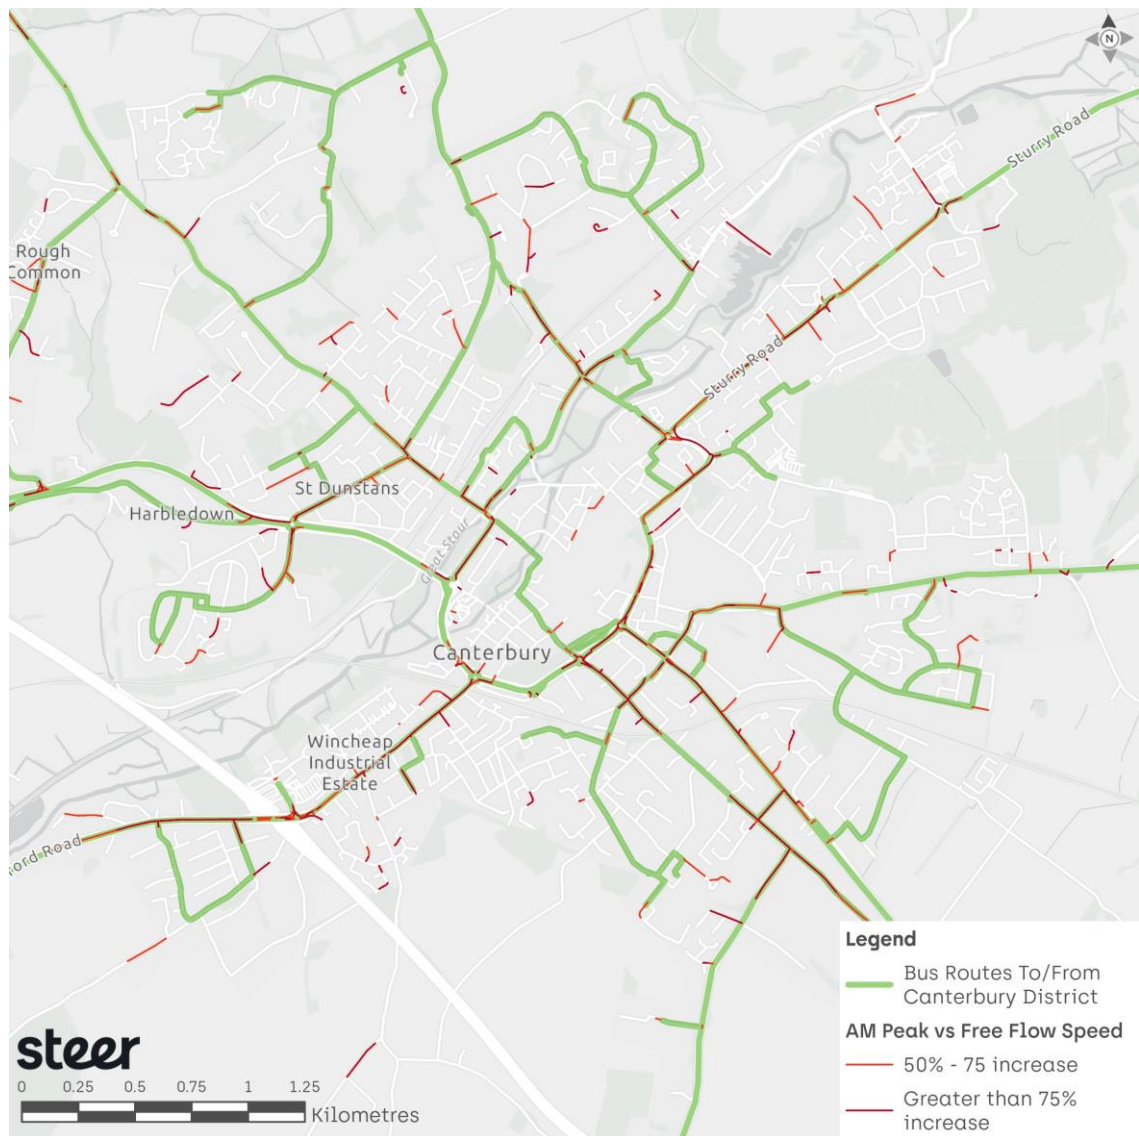 N
Sturry Road
Rough
Common
Sturry Road
St Dunstans
Harbledown
Great Stour
Canterbury
Wincheap
Industrial
Estate
ford Road
Legend
Bus Routes To/From
Canterbury District
AM Peak vs Free Flow Speed
50% - 75 increase
Greater than 75%
increase
steer
0 0.25 0.5 0.75 1 1.25
Kilometres